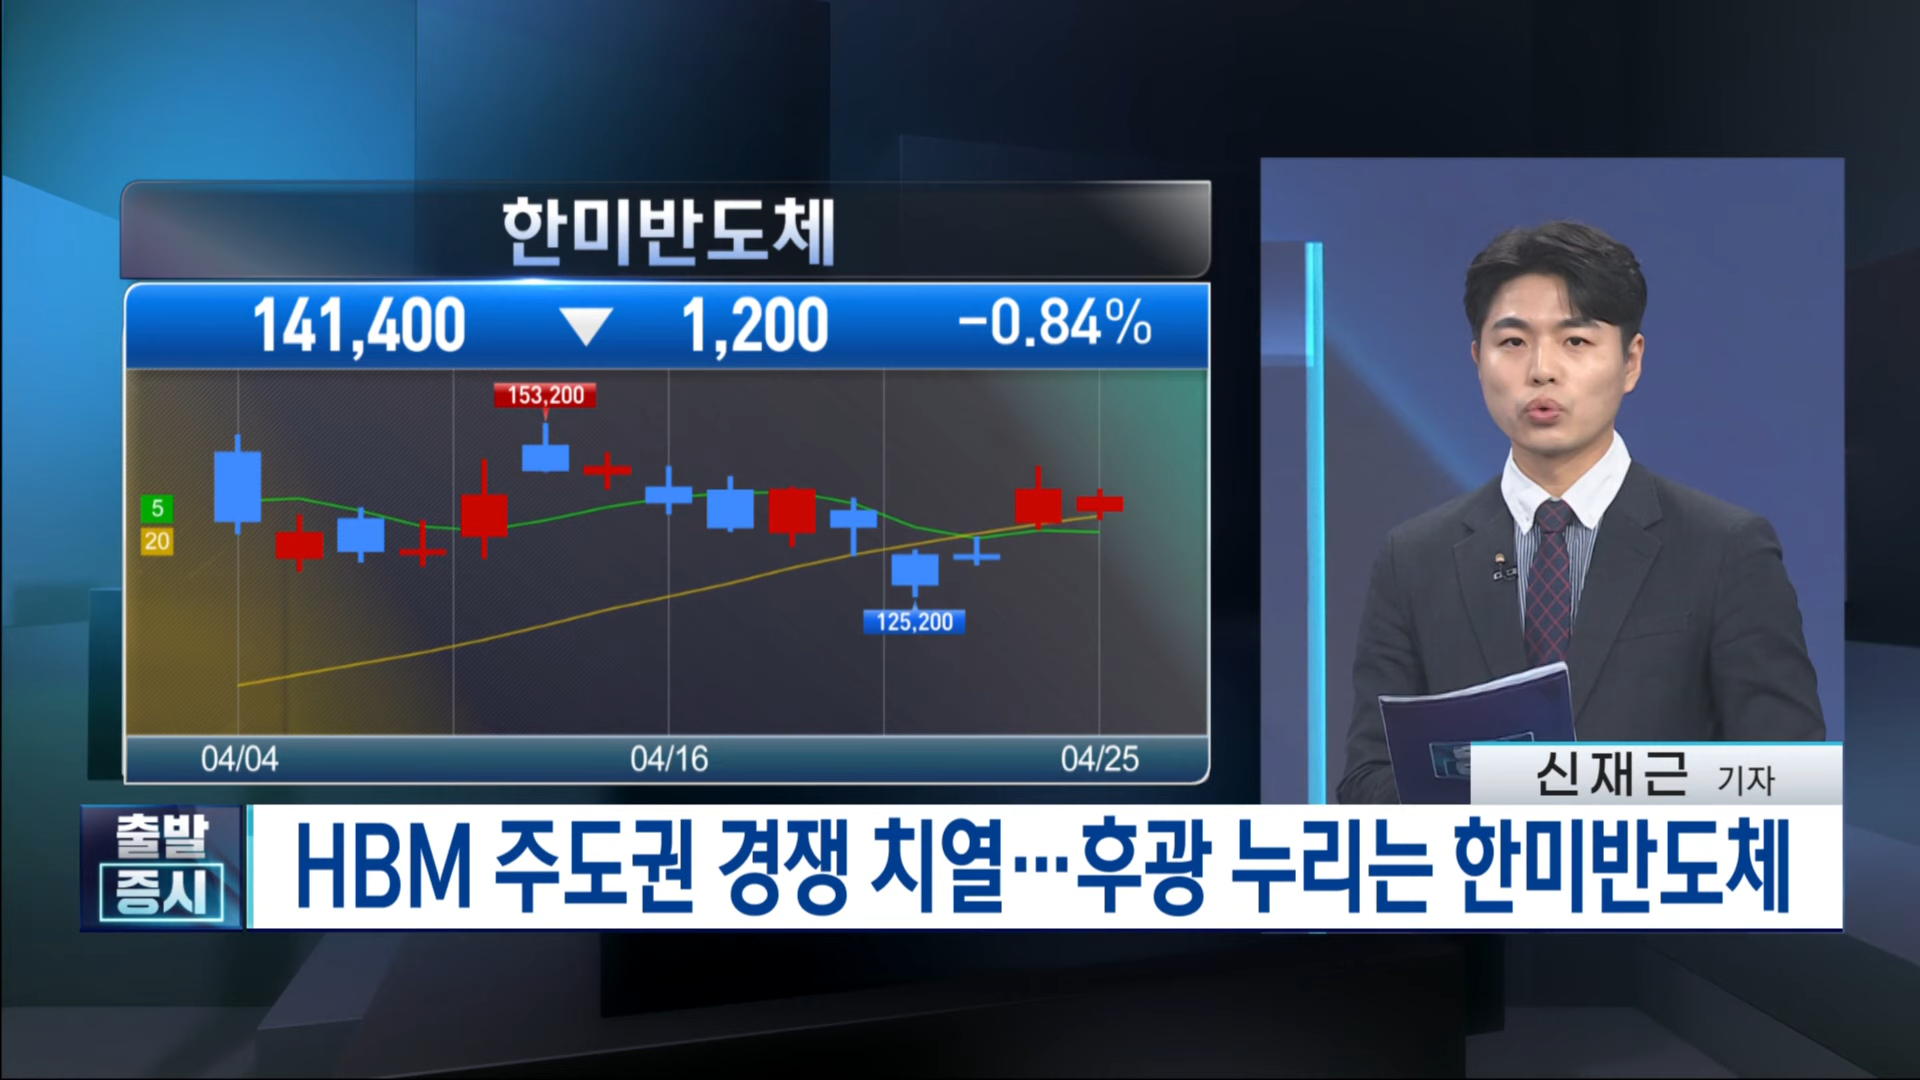 한미반도체
141,400 ▼ 1,200 -0.84%
153,200
5
20
125,200
04/04 04/16 04/25
신재근 기자
출발
증시
HBM 주도권 경쟁 치열…후광 누리는 한미반도체